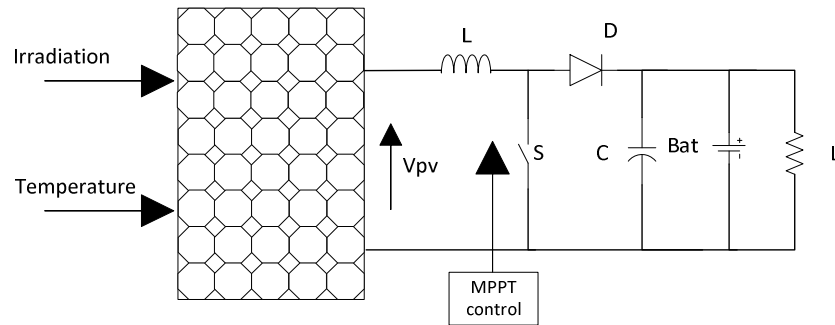 L
D
Irradiation
Vpv
S
C
Bat
+
-
L
Temperature
MPPT
control